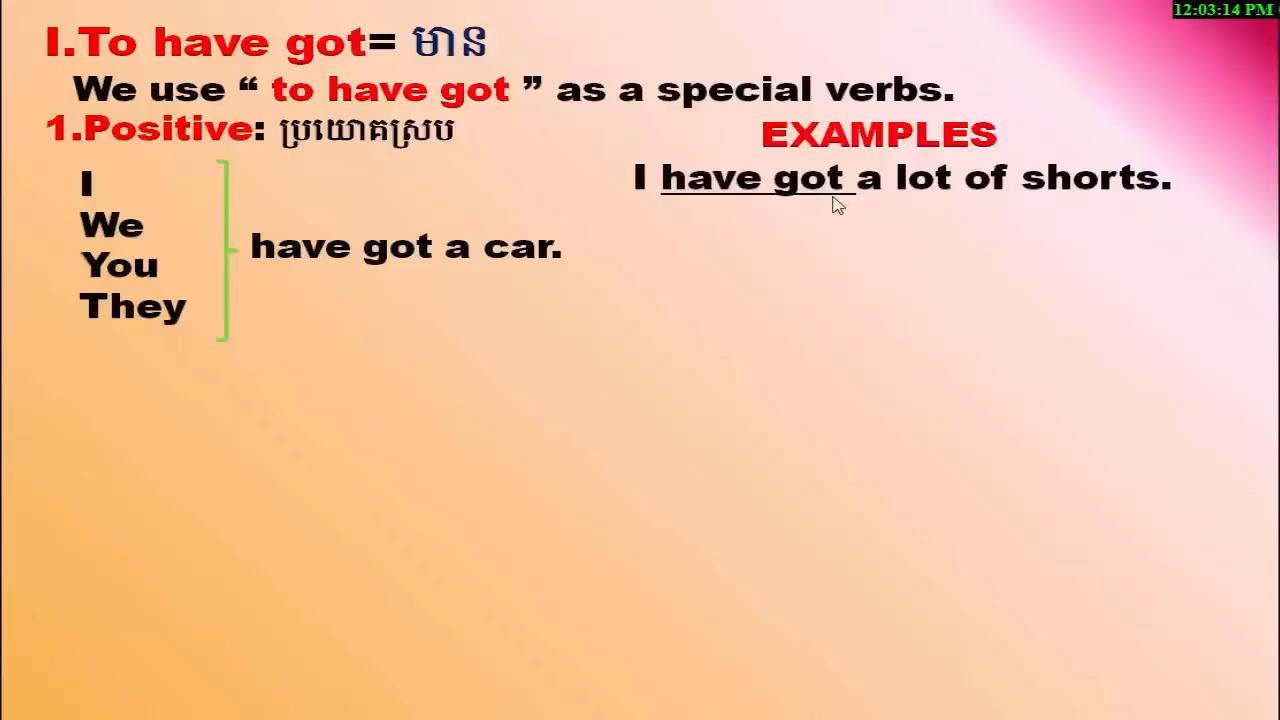 12:03:14 PM
I.To have got= មាន
We use “ to have got ” as a special verbs.
1.Positive: ប្រយោគស្រប
EXAMPLES
I have got a lot of shorts.
I
We
You
They
have got a car.